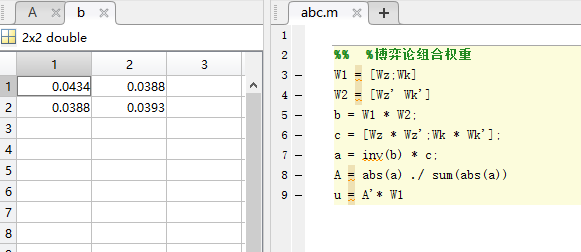 A
b
2x2 double
1 2 3
1 0.0434 0.0388
2 0.0388 0.0393
3
4
5
6
7
8
9
abc.m
1
2 %% %博弈论组合权重
3 – W1 = [Wz;Wk]
4 – W2 = [Wz' Wk']
5 – b = W1 * W2;
6 – c = [Wz * Wz';Wk * Wk'];
7 – a = inv(b) * c;
8 – A = abs(a) ./ sum(abs(a))
9 – u = A'* W1